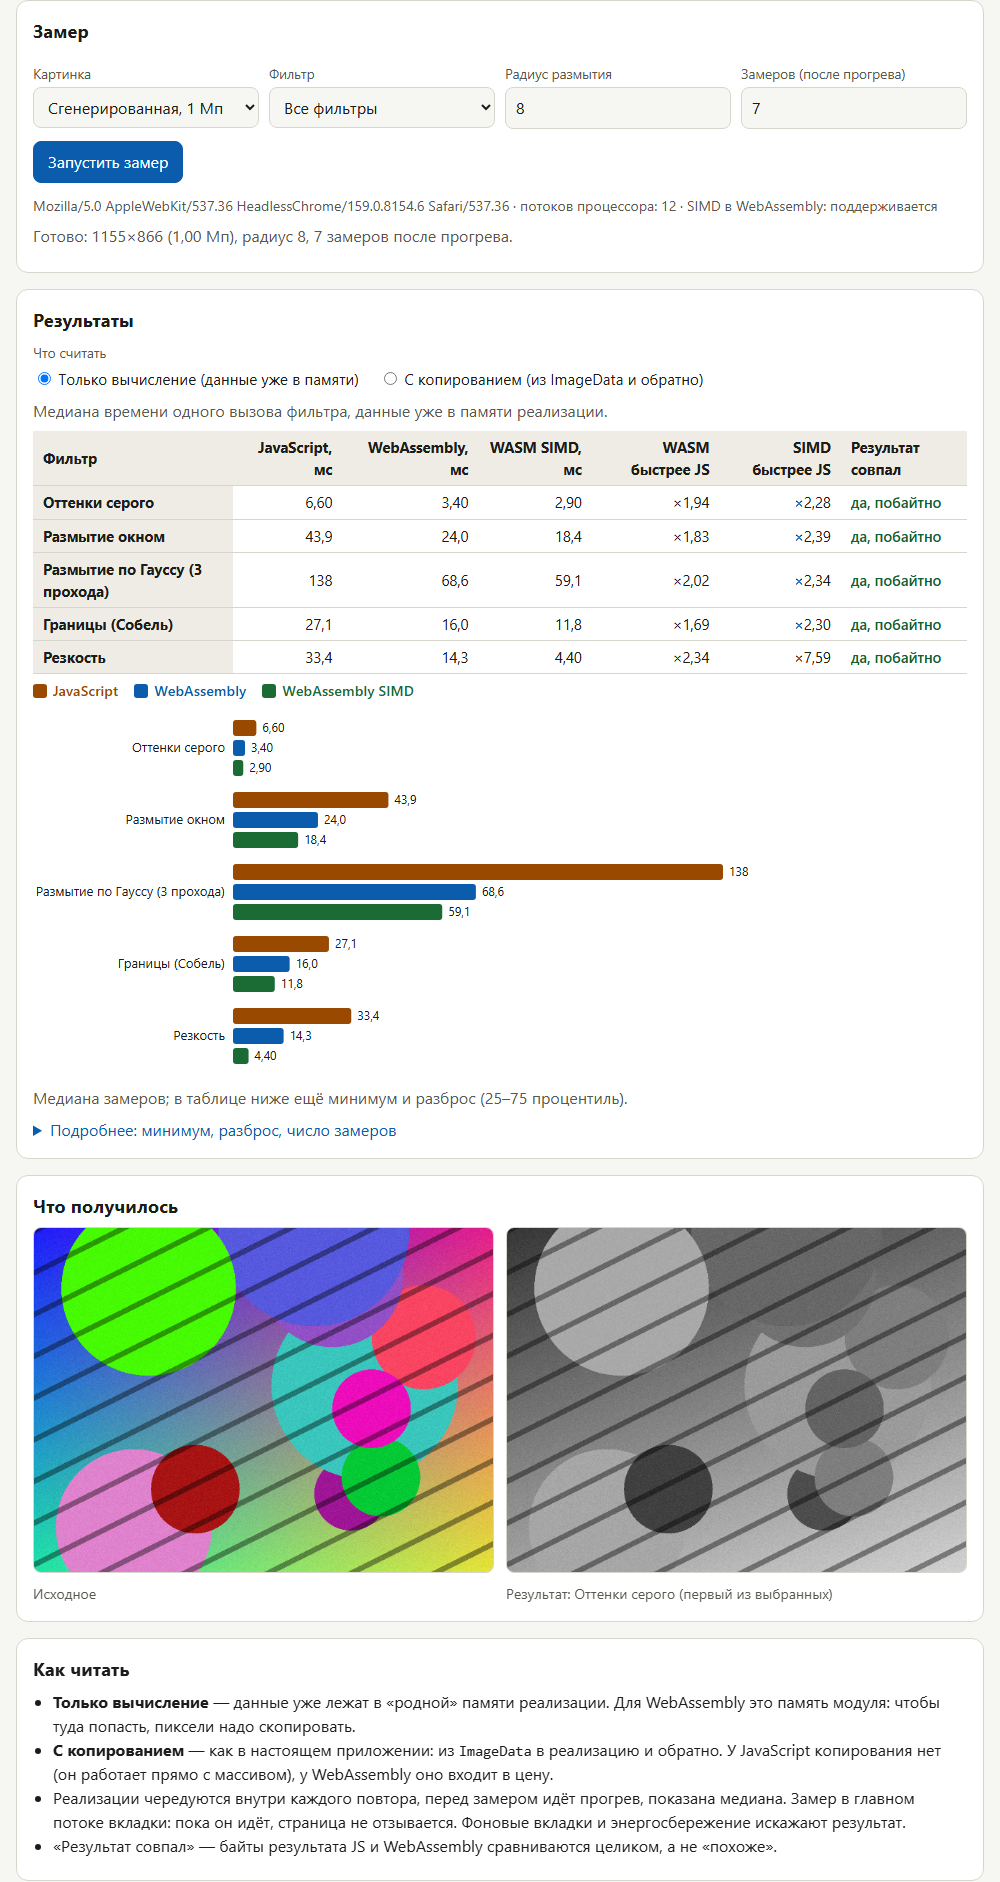 Замер
Картинка
Фильтр
Радиус размытия
Замеров (после прогрева)
Сгенерированная, 1 Мп
Все фильтры
8
7
Запустить замер
Mozilla/5.0 AppleWebKit/537.36 HeadlessChrome/159.0.8154.6 Safari/537.36 · потоков процессора: 12 · SIMD в WebAssembly: поддерживается
Готово: 1155×866 (1,00 Мп), радиус 8, 7 замеров после прогрева.
Результаты
Что считать
Только вычисление (данные уже в памяти)
С копированием (из ImageData и обратно)
Медиана времени одного вызова фильтра, данные уже в памяти реализации.
Фильтр
JavaScript, мс
WebAssembly, мс
WASM SIMD, мс
WASM быстрее JS
SIMD быстрее JS
Результат совпал
Оттенки серого 6,60 3,40 2,90 ×1,94 ×2,28 да, побайтно
Размытие окном 43,9 24,0 18,4 ×1,83 ×2,39 да, побайтно
Размытие по Гауссу (3 прохода) 138 68,6 59,1 ×2,02 ×2,34 да, побайтно
Границы (Собель) 27,1 16,0 11,8 ×1,69 ×2,30 да, побайтно
Резкость 33,4 14,3 4,40 ×2,34 ×7,59 да, побайтно
JavaScript WebAssembly WebAssembly SIMD
Оттенки серого
6,60
3,40
2,90
Размытие окном
43,9
24,0
18,4
Размытие по Гауссу (3 прохода)
138
68,6
59,1
Границы (Собель)
27,1
16,0
11,8
Резкость
33,4
14,3
4,40
Медиана замеров; в таблице ниже ещё минимум и разброс (25–75 процентиль).
Подробнее: минимум, разброс, число замеров
Что получилось
Исходное
Результат: Оттенки серого (первый из выбранных)
Как читать
Только вычисление — данные уже лежат в «родной» памяти реализации. Для WebAssembly это память модуля: чтобы
туда попасть, пиксели надо скопировать.
С копированием — как в настоящем приложении: из ImageData в реализацию и обратно. У JavaScript копирования нет
(он работает прямо с массивом), у WebAssembly оно входит в цену.
Реализации чередуются внутри каждого повтора, перед замером идёт прогрев, показана медиана. Замер в главном
потоке вкладки: пока он идёт, страница не отзывается. Фоновые вкладки и энергосбережение искажают результат.
«Результат совпал» — байты результата JS и WebAssembly сравниваются целиком, а не «похоже».